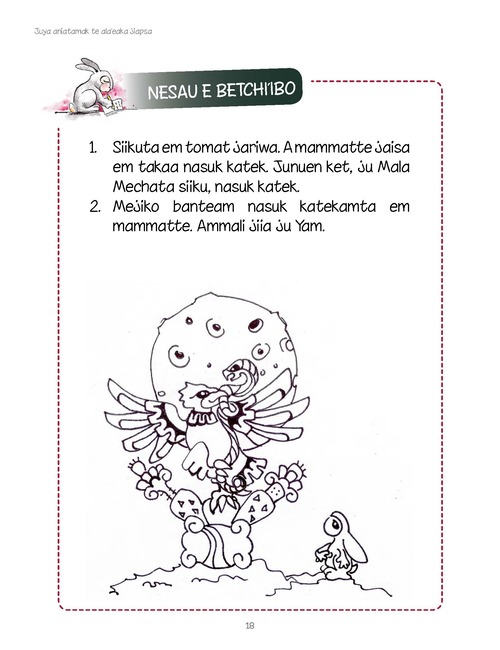 Juya aniatamak te ala'eaka jiapsa
NESAU E BETCHI'IBO
1. Siikuta em tomat jariwa. A mammatte jaisa
em takaa nasuk katek. Junuen ket, ju Mala
Mechata siiku, nasuk katek.
2. Mejiko banteam nasuk katekamta em
mammatte. Ammali jiia ju Yam.
18